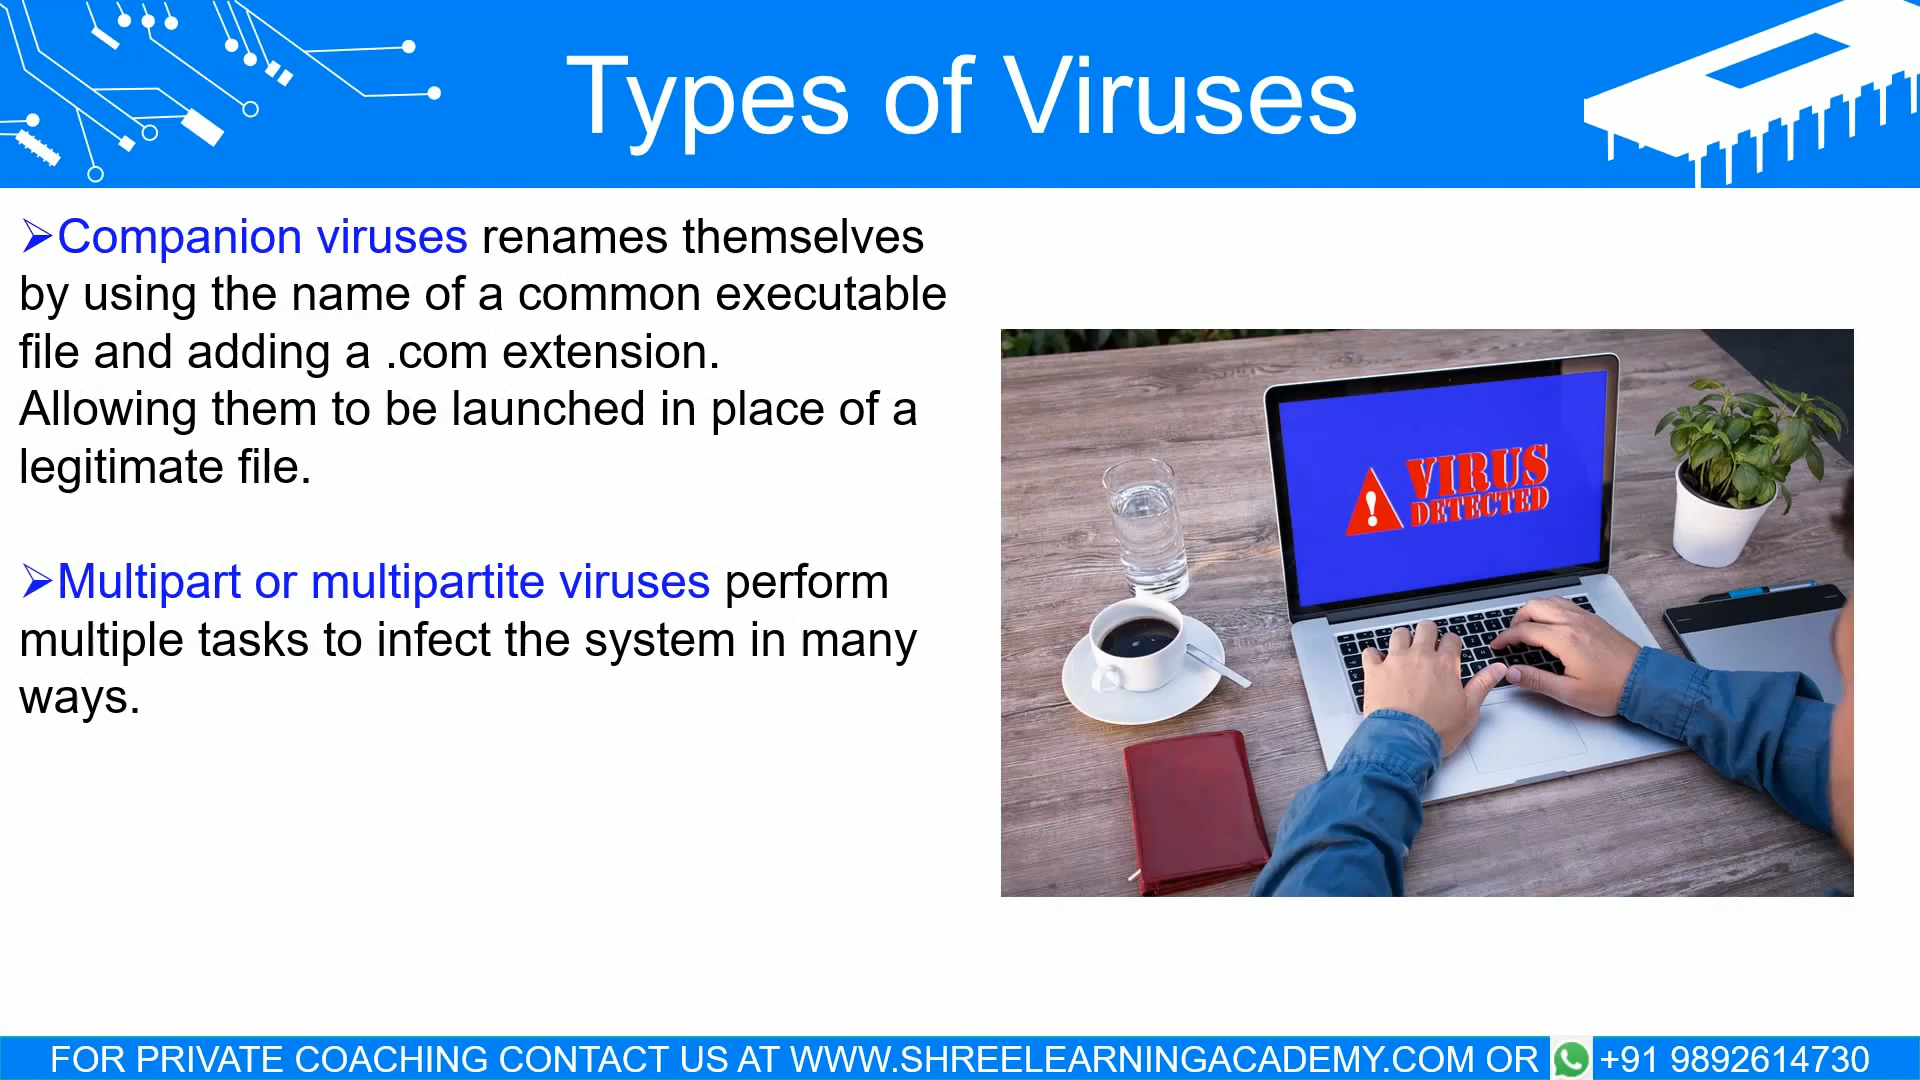 Types of Viruses
➢Companion viruses renames themselves
by using the name of a common executable
file and adding a .com extension.
Allowing them to be launched in place of a
legitimate file.
➢Multipart or multipartite viruses perform
multiple tasks to infect the system in many
ways.
VIRUS
DETECTED
FOR PRIVATE COACHING CONTACT US AT WWW.SHREELEARNINGACADEMY.COM OR +91 9892614730